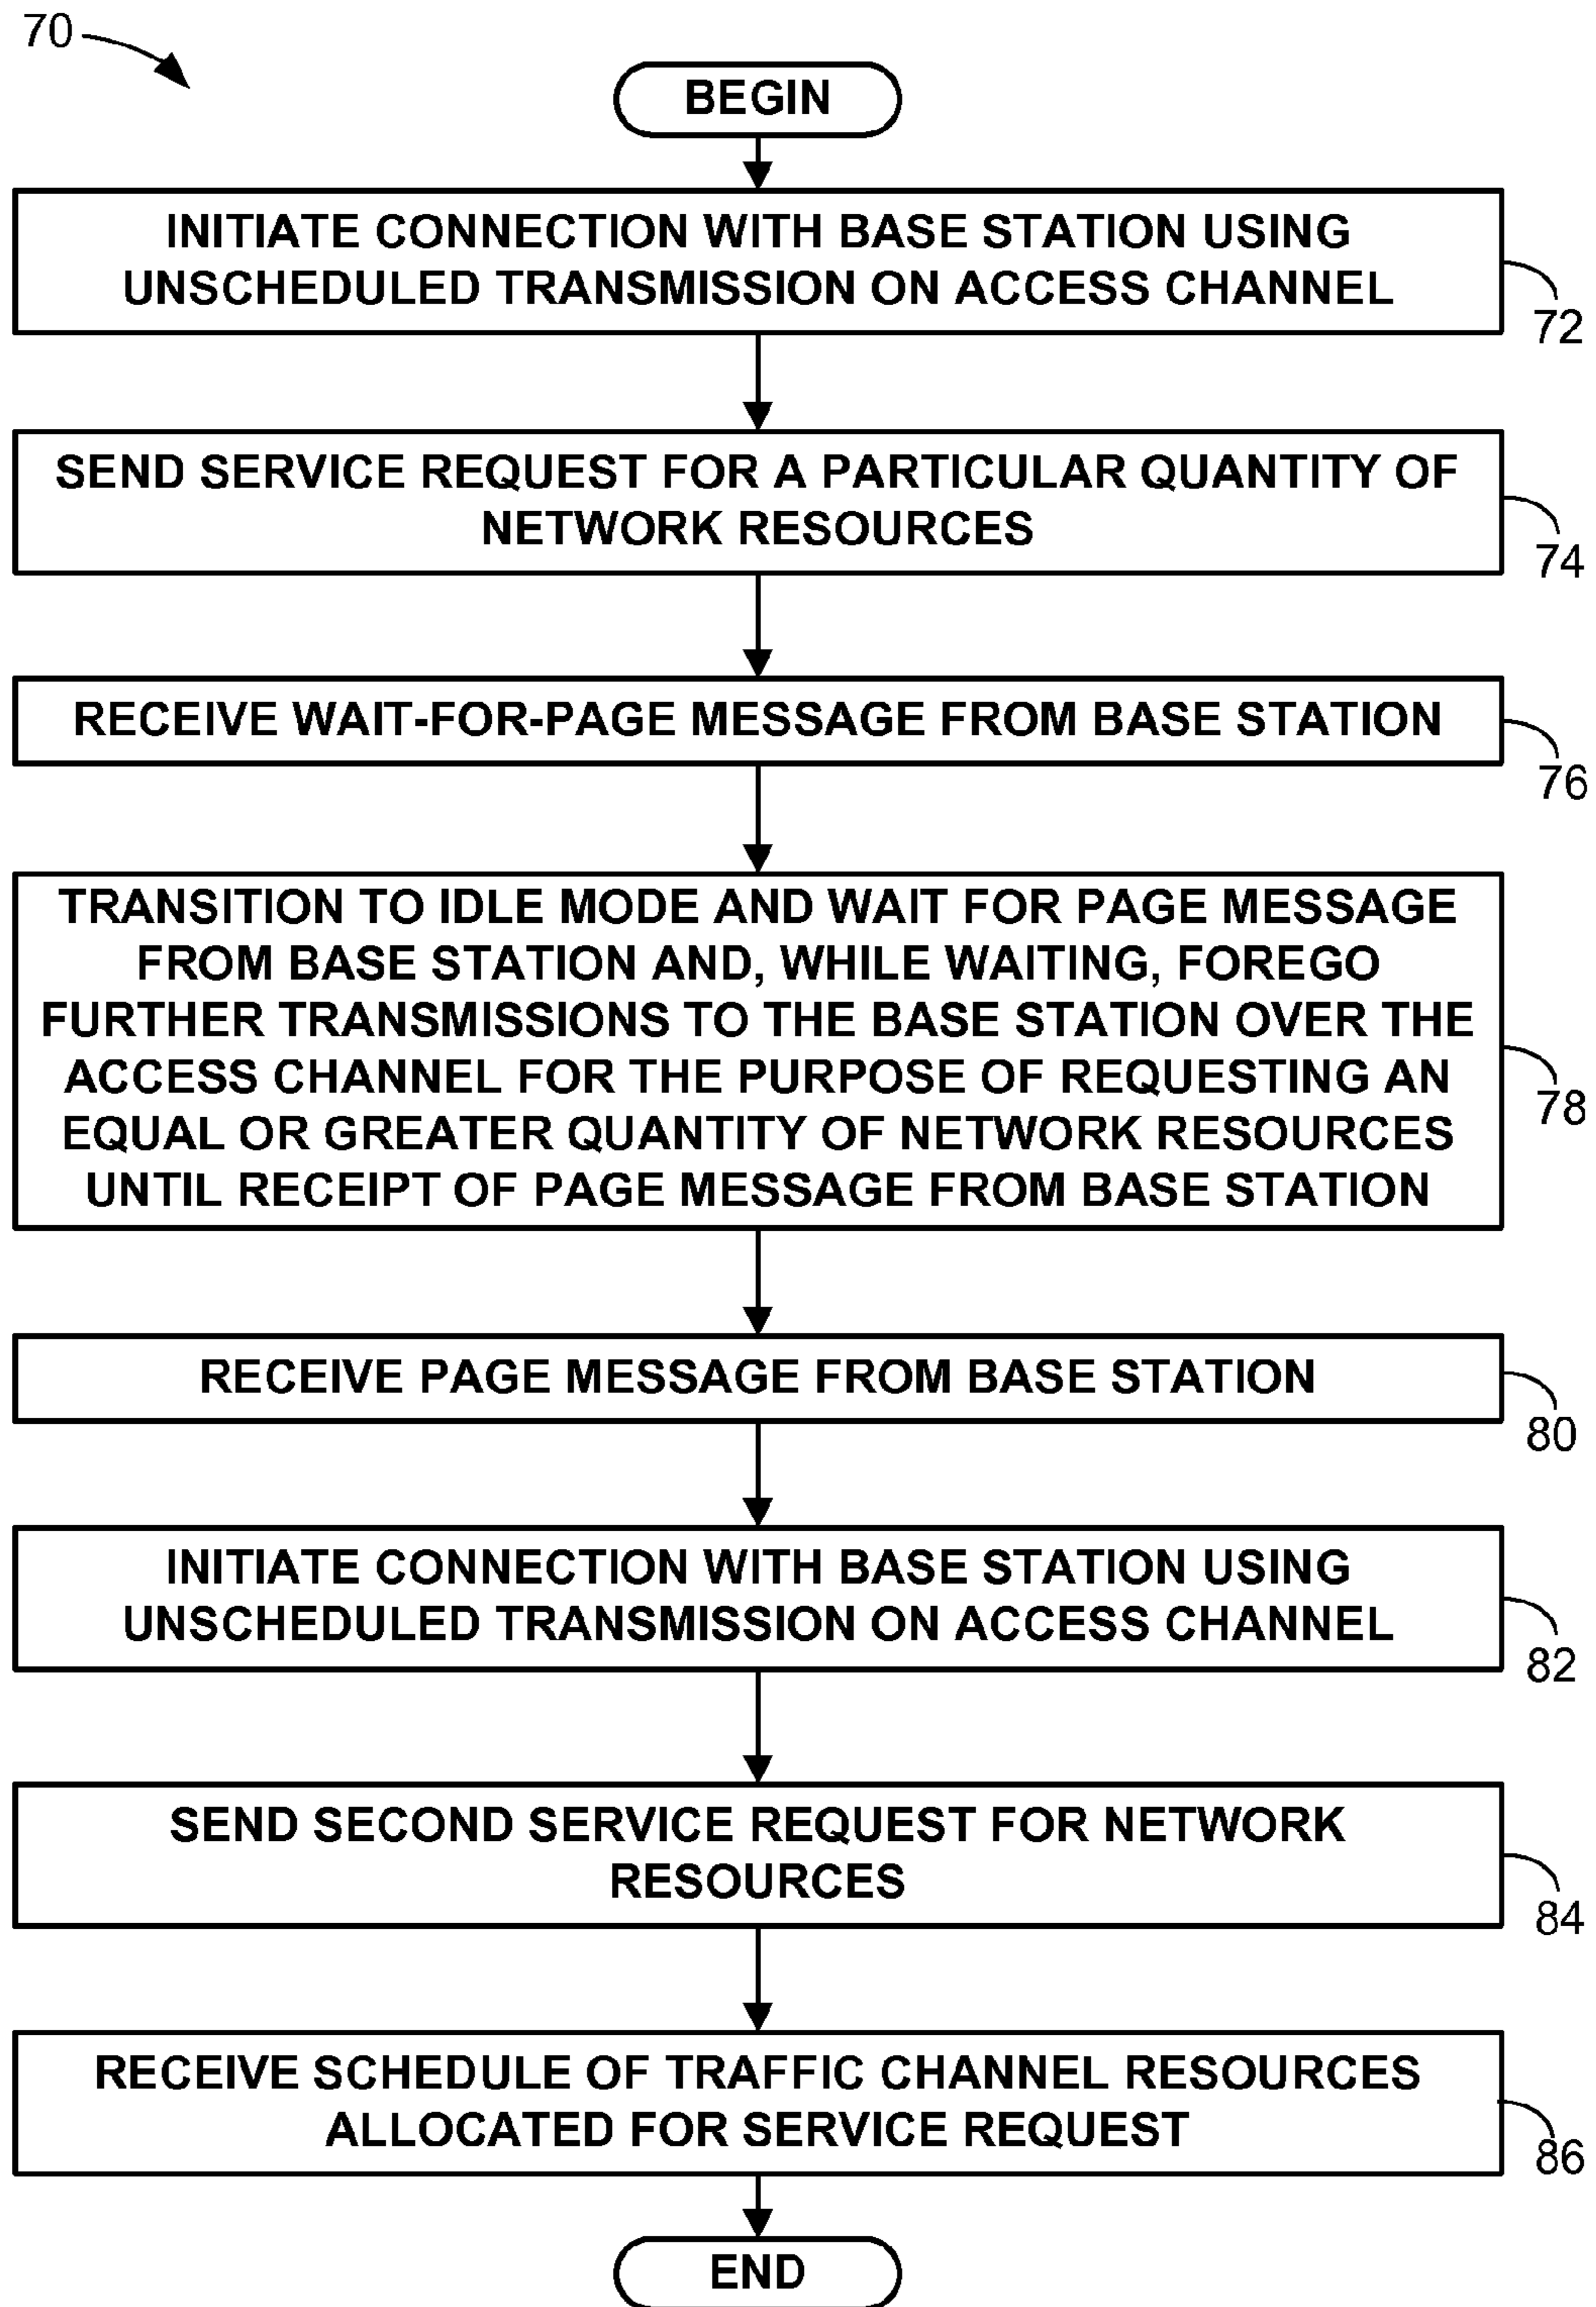 70
BEGIN
INITIATE CONNECTION WITH BASE STATION USING
UNSCHEDULED TRANSMISSION ON ACCESS CHANNEL
72
SEND SERVICE REQUEST FOR A PARTICULAR QUANTITY OF
NETWORK RESOURCES
74
RECEIVE WAIT-FOR-PAGE MESSAGE FROM BASE STATION
76
TRANSITION TO IDLE MODE AND WAIT FOR PAGE MESSAGE
FROM BASE STATION AND, WHILE WAITING, FOREGO
FURTHER TRANSMISSIONS TO THE BASE STATION OVER THE
ACCESS CHANNEL FOR THE PURPOSE OF REQUESTING AN
EQUAL OR GREATER QUANTITY OF NETWORK RESOURCES
UNTIL RECEIPT OF PAGE MESSAGE FROM BASE STATION
78
RECEIVE PAGE MESSAGE FROM BASE STATION
80
INITIATE CONNECTION WITH BASE STATION USING
UNSCHEDULED TRANSMISSION ON ACCESS CHANNEL
82
SEND SECOND SERVICE REQUEST FOR NETWORK
RESOURCES
84
RECEIVE SCHEDULE OF TRAFFIC CHANNEL RESOURCES
ALLOCATED FOR SERVICE REQUEST
86
END